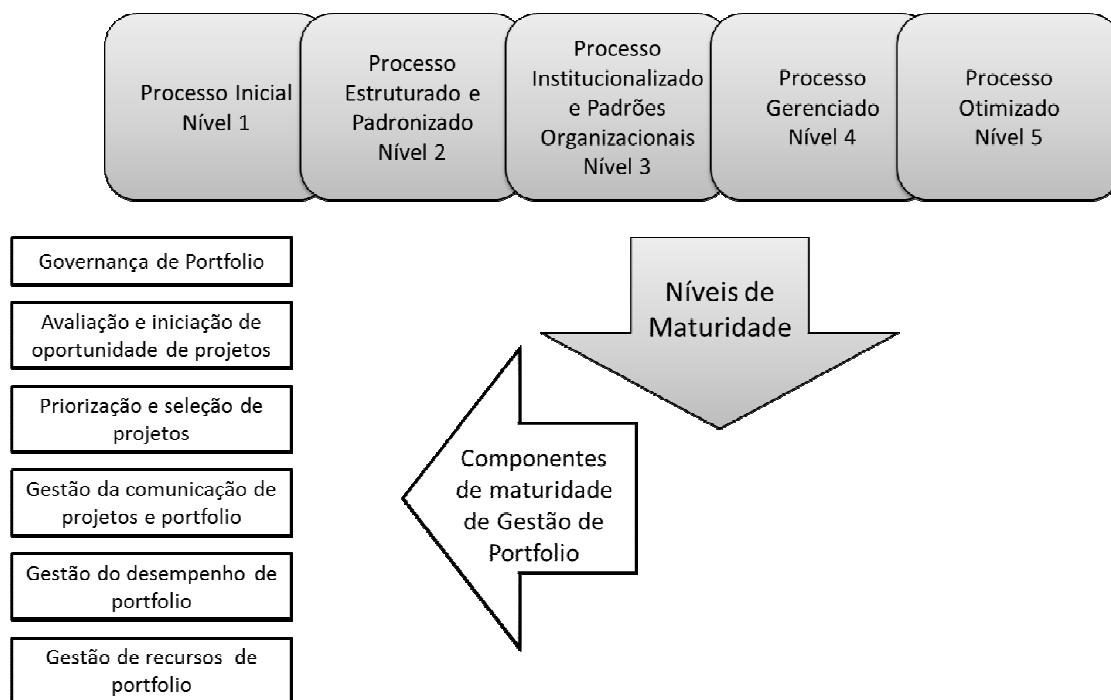 Processo Inicial
Nível 1
Processo
Estruturado e
Padronizado
Nível 2
Processo
Institucionalizado
e Padrões
Organizacionais
Nível 3
Processo
Gerenciado
Nível 4
Processo
Otimizado
Nível 5
Governança de Portfolio
Avaliação e iniciação de
oportunidade de projetos
Priorização e seleção de
projetos
Gestão da comunicação de
projetos e portfolio
Gestão do desempenho de
portfolio
Gestão de recursos de
portfolio
Níveis de
Maturidade
Componentes
de maturidade
de Gestão de
Portfolio